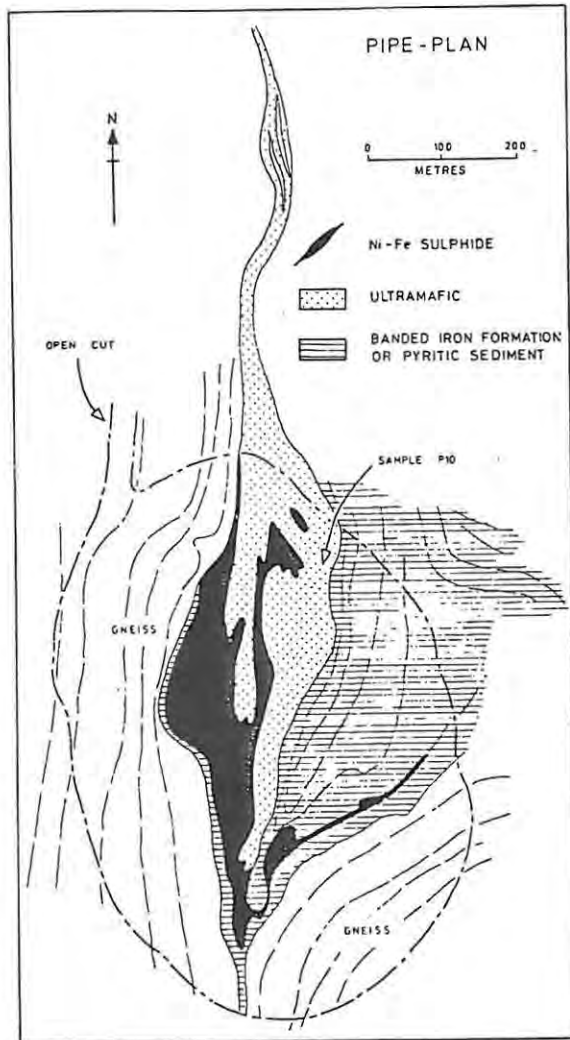 PIPE-PLAN
N
0 100 200
METRES
Ni-Fe SULPHIDE
ULTRAMAFIC
BANDED IRON FORMATION
OR PYRITIC SEDIMENT
OPEN CUT
SAMPLE P10
GNEISS
GNEISS